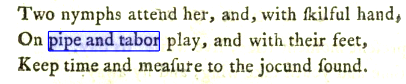 Two nymphs attend her, and, with ſkilful hand,
On pipe and tabor play, and with their feet,
Keep time and meaſure to the jocund ſound.